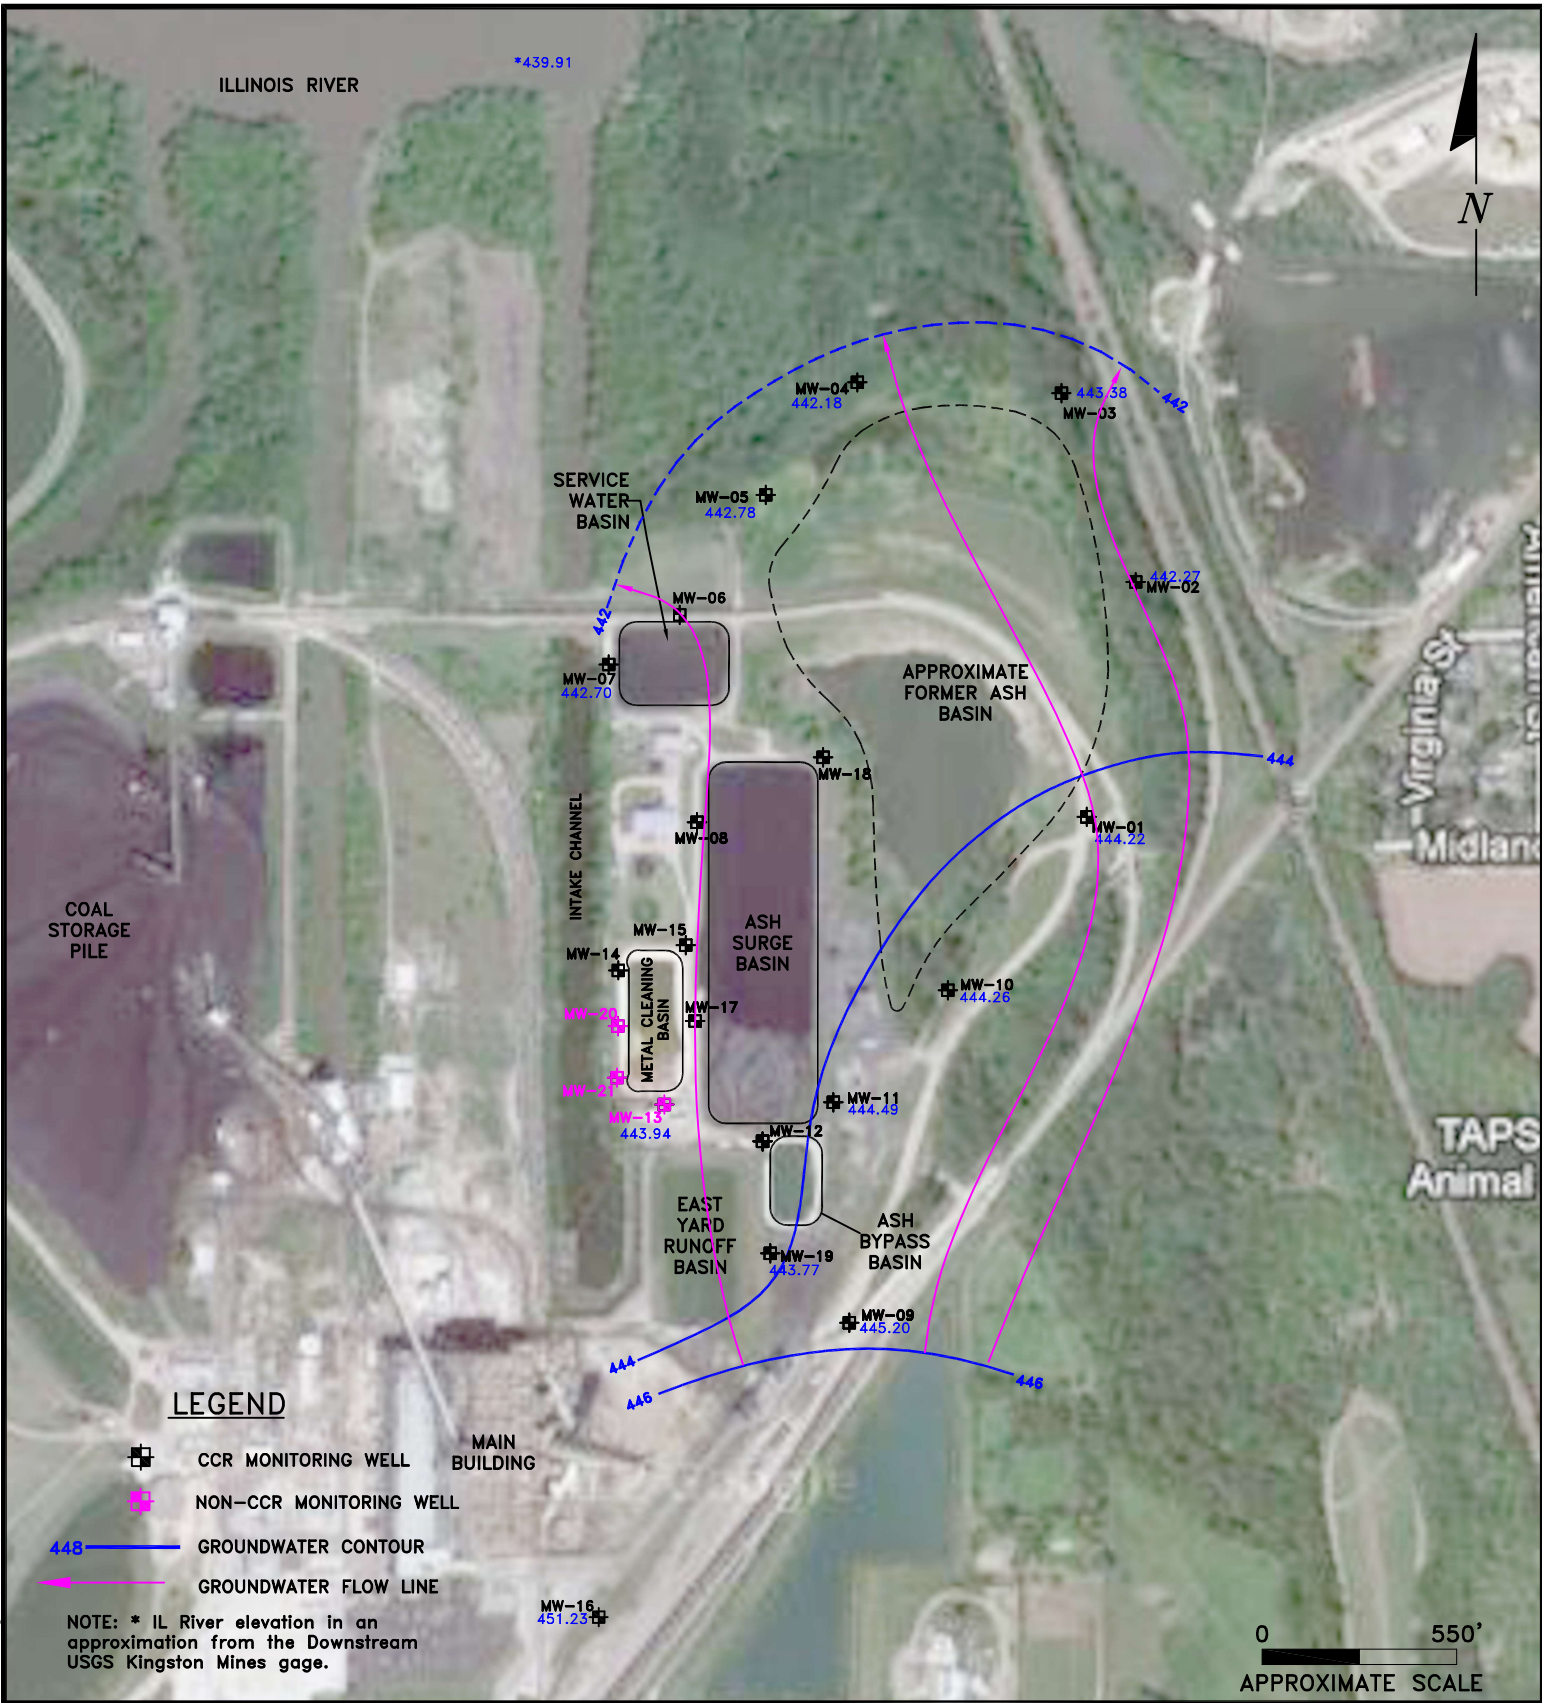 *439.91
ILLINOIS RIVER
N
MW-04
442.18
443.38
MW-03
442
SERVICE
WATER
BASIN
MW-05
442.78
442.27
MW-02
MW-06
442
MW-07
442.70
APPROXIMATE
FORMER ASH
BASIN
Virginia St
444
MW-18
MW-08
MW-01
444.22
Midland
INTAKE CHANNEL
COAL
STORAGE
PILE
ASH
SURGE
BASIN
MW-15
MW-14
METAL CLEANING
BASIN
MW-10
444.26
MW-17
MW-20
MW-21
MW-13
443.94
MW-11
444.49
MW-12
TAPS
Animal
EAST
YARD
RUNOFF
BASIN
ASH
BYPASS
BASIN
MW-19
443.77
MW-09
445.20
444
446
446
LEGEND
CCR MONITORING WELL
NON-CCR MONITORING WELL
448
GROUNDWATER CONTOUR
GROUNDWATER FLOW LINE
MAIN
BUILDING
NOTE: * IL River elevation in an
approximation from the Downstream
USGS Kingston Mines gage.
MW-16
451.23
0 550'
APPROXIMATE SCALE